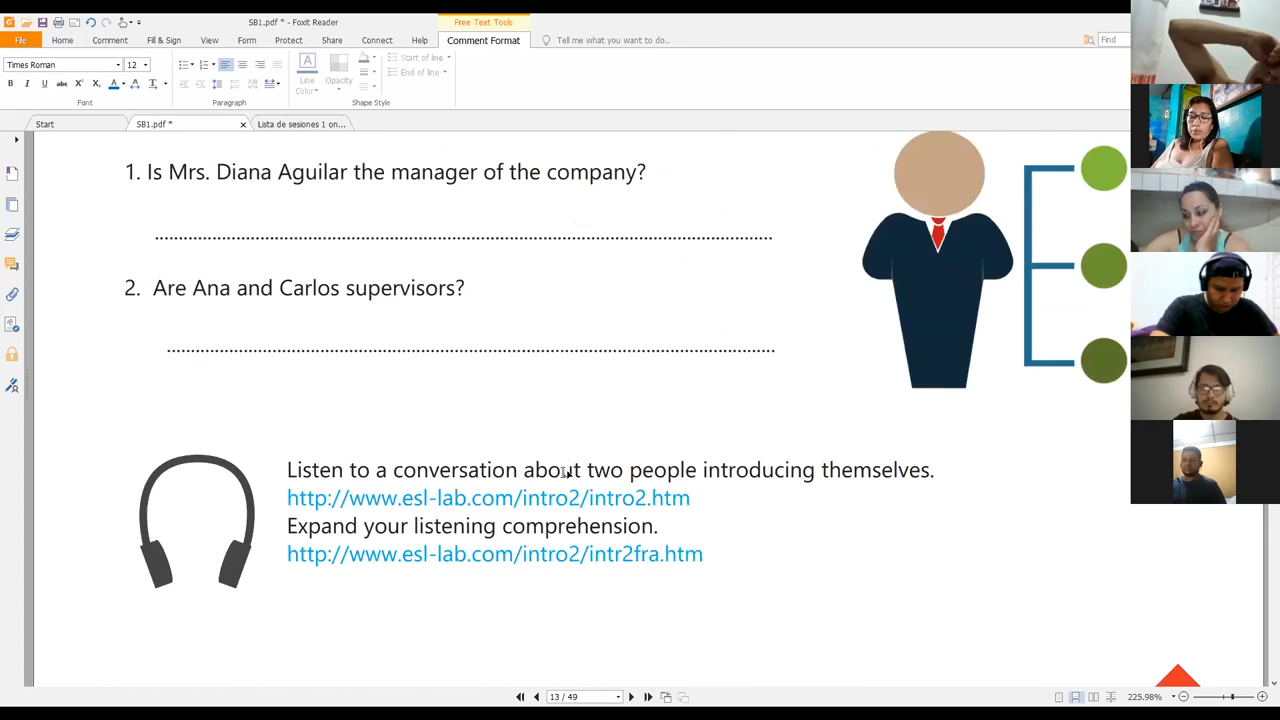 SB1.pdf * - Foxit Reader
Free Text Tools
File Home Comment Fill & Sign View Form Protect Share Connect Help Comment Format Tell me what you want to do.. Find
Times Roman 12
Start of line
End of line
Line Color
Opacity
Font Paragraph Shape Style
Start SB1.pdf * Lista de sesiones 1 on...
1. Is Mrs. Diana Aguilar the manager of the company?
................................................................................................................................
2. Are Ana and Carlos supervisors?
................................................................................................................................
Listen to a conversation about two people introducing themselves.
http://www.esl-lab.com/intro2/intro2.htm
Expand your listening comprehension.
http://www.esl-lab.com/intro2/intr2fra.htm
13 / 49
225.98%